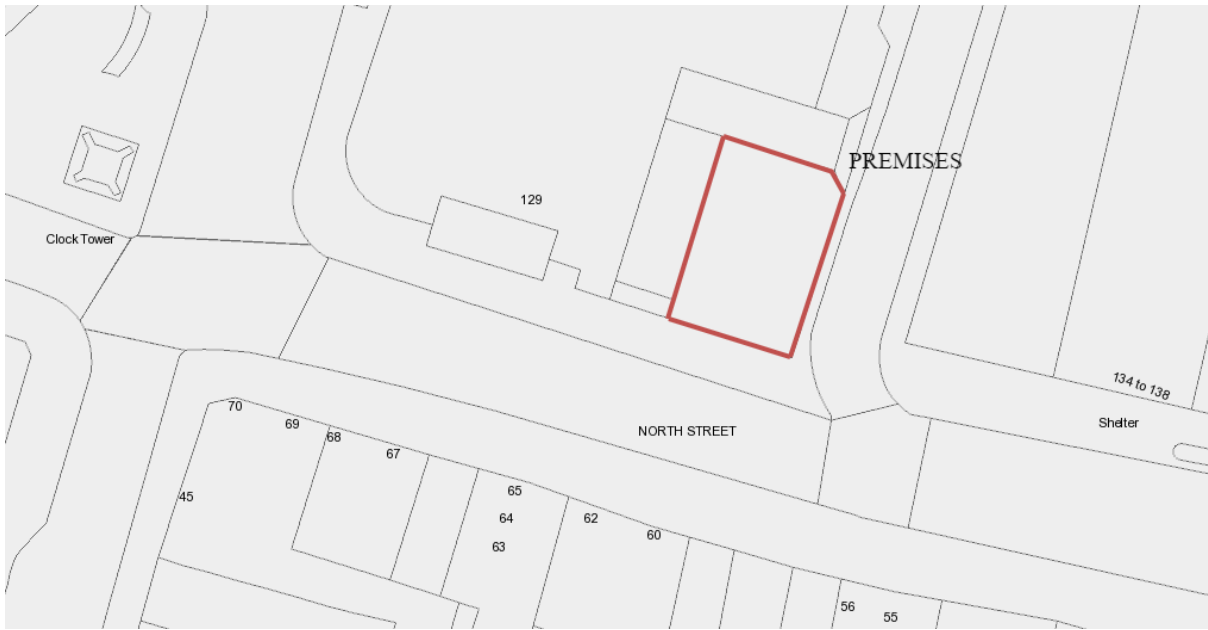 PREMISES
129
Clock Tower
134 to 138
Shelter
70
69
68
NORTH STREET
67
45
65
64
62
63
60
56
55